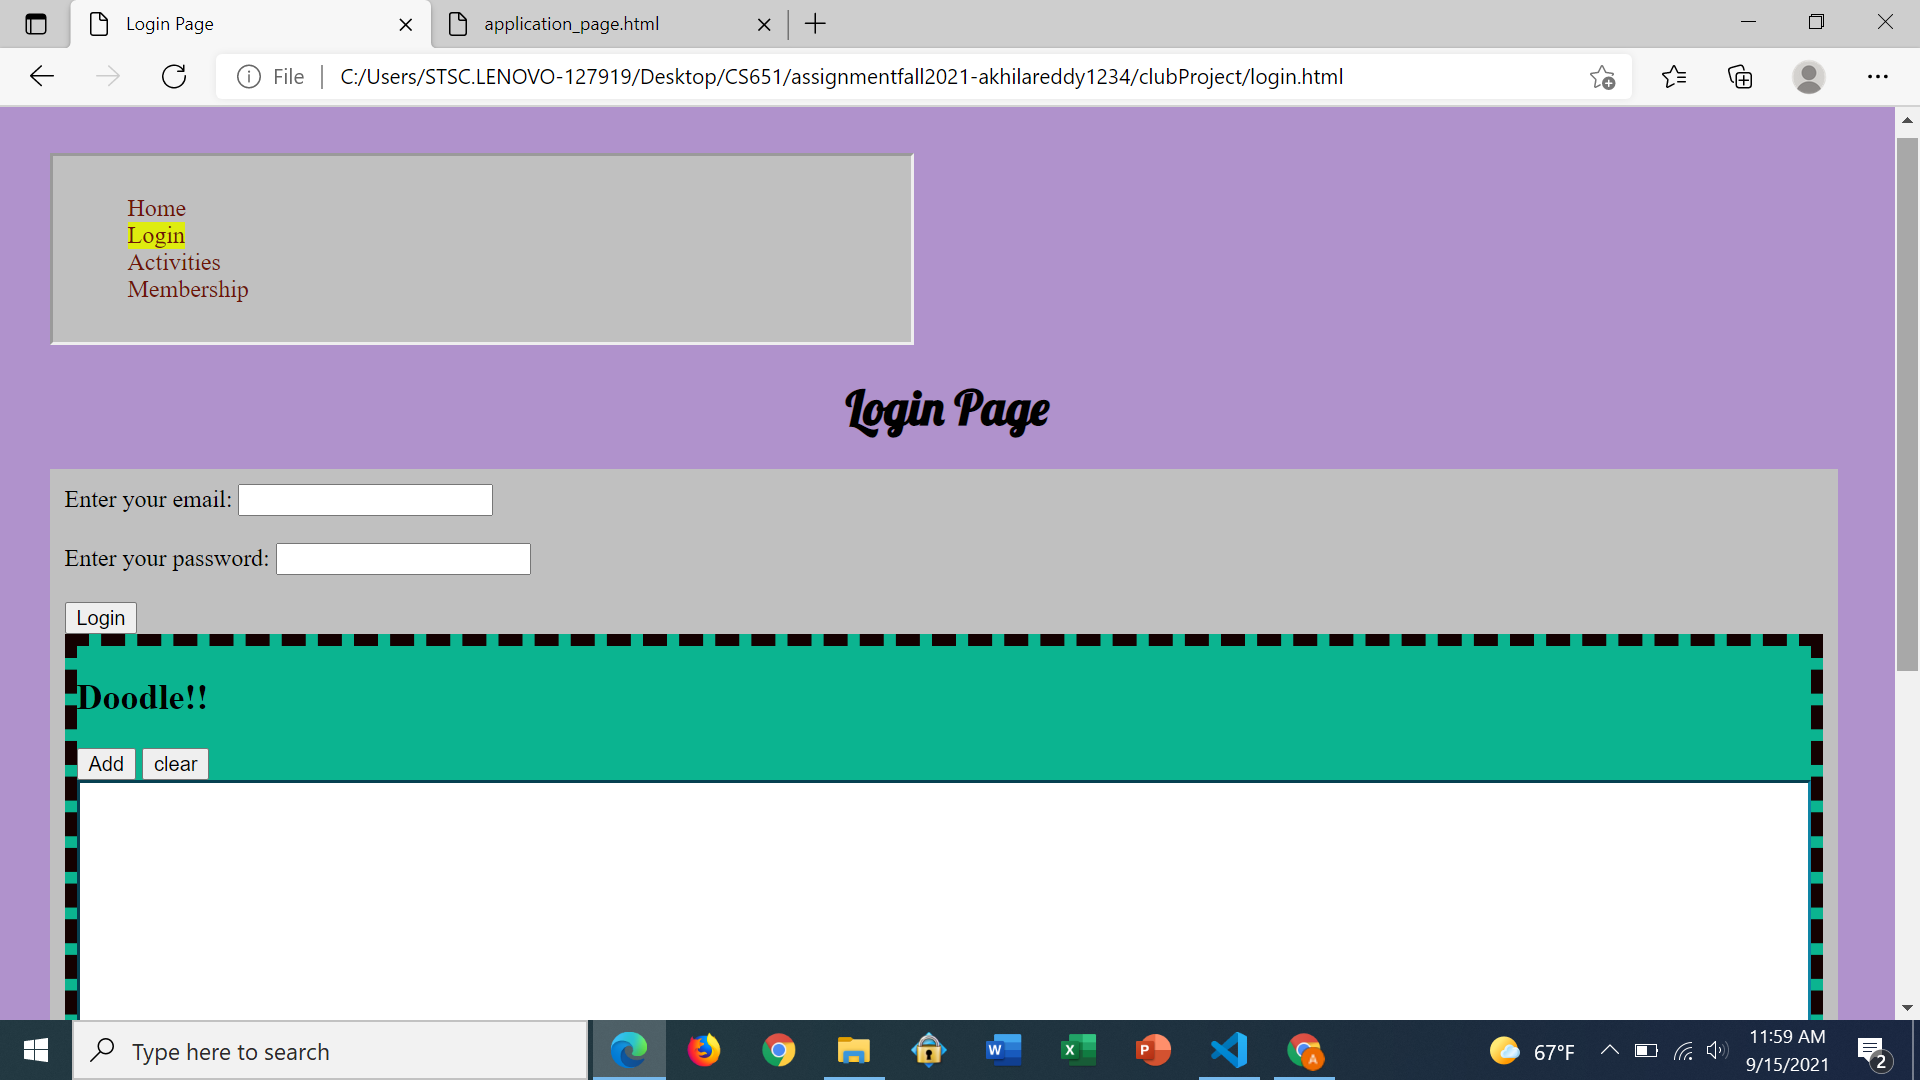 Login Page
application_page.html
File
C:/Users/STSC.LENOVO-127919/Desktop/CS651/assignmentfall2021-akhilareddy1234/clubProject/login.html
Home
Login
Activities
Membership
Login Page
Enter your email:
Enter your password:
Login
Doodle!!
Add clear
Type here to search
W
X
P
A
67°F
11:59 AM
9/15/2021
2